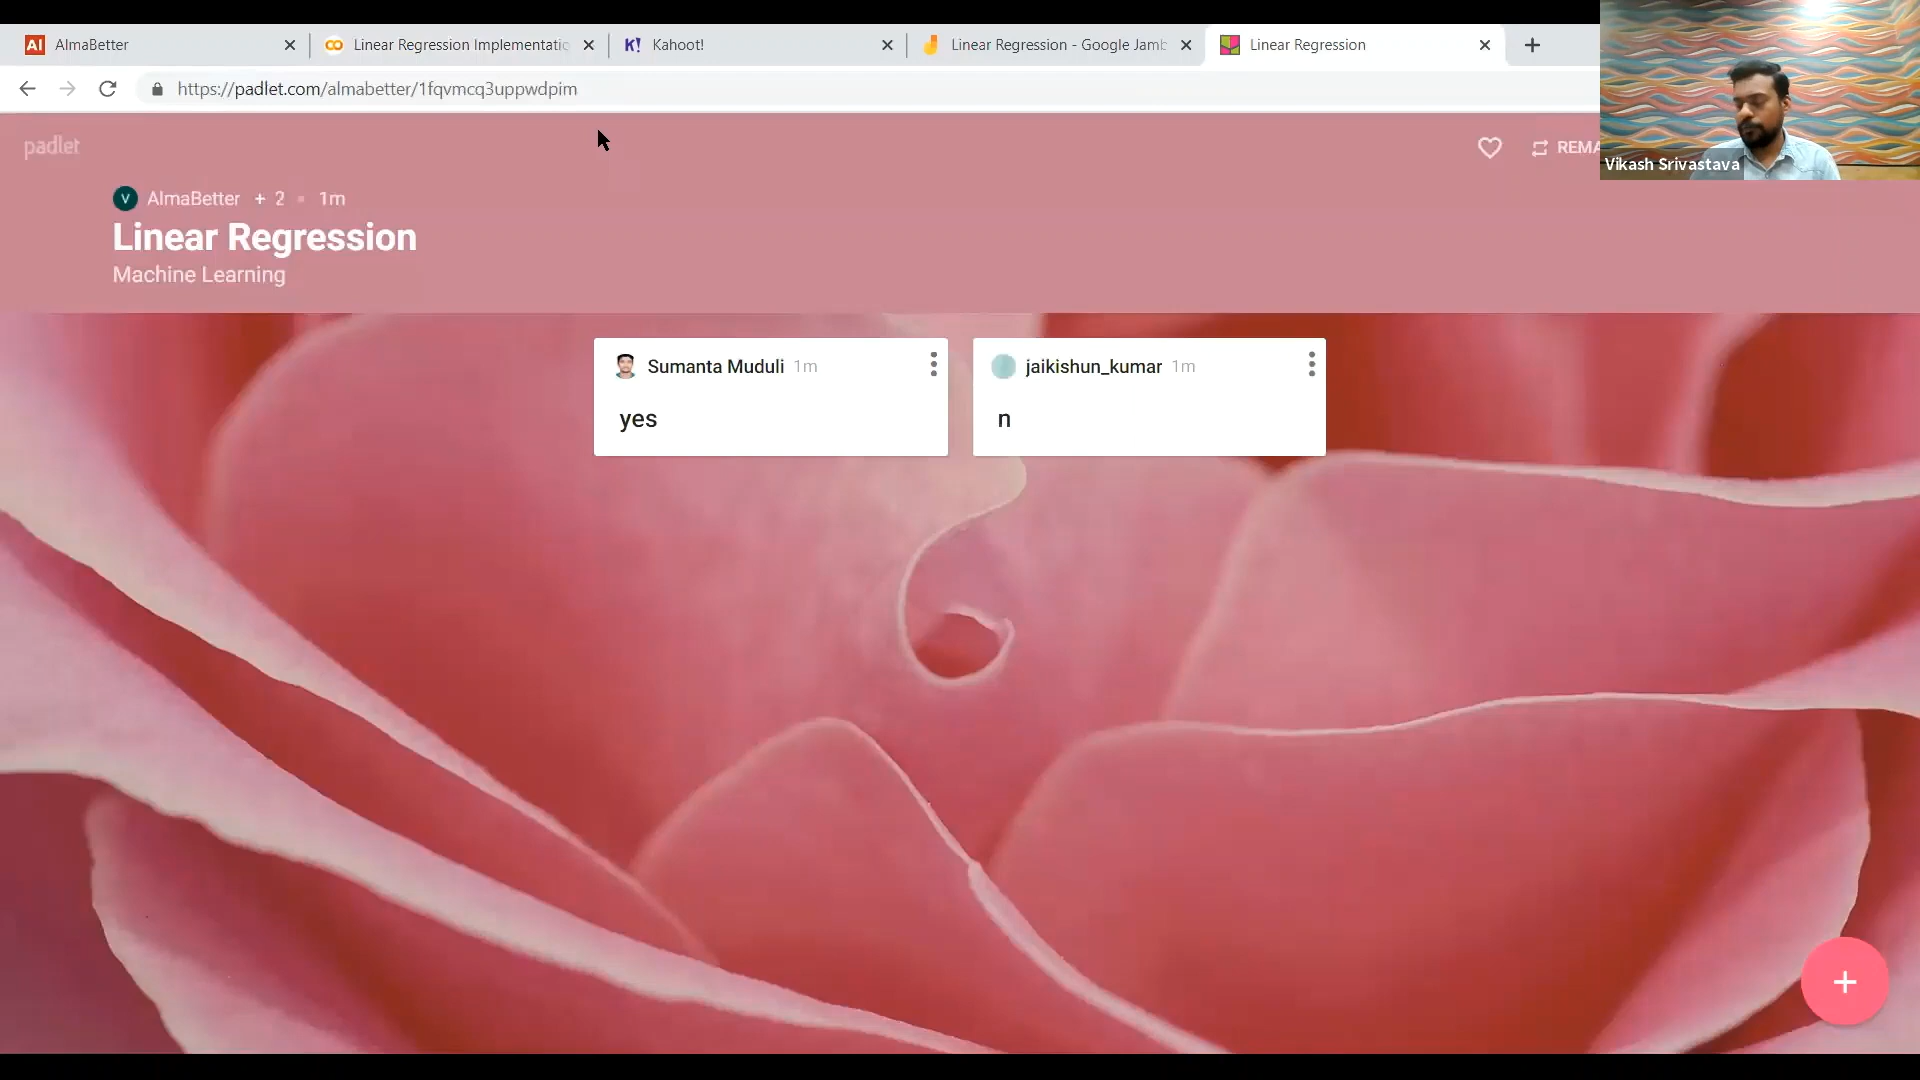 AlmaBetter
Linear Regression Implementatio
Kahoot!
Linear Regression - Google Jamb
Linear Regression
https://padlet.com/almabetter/1fqvmcq3uppwdpim
padlet
REMA
Vikash Srivastava
V AlmaBetter + 2 1m
Linear Regression
Machine Learning
Sumanta Muduli 1m
yes
jaikishun_kumar 1m
n